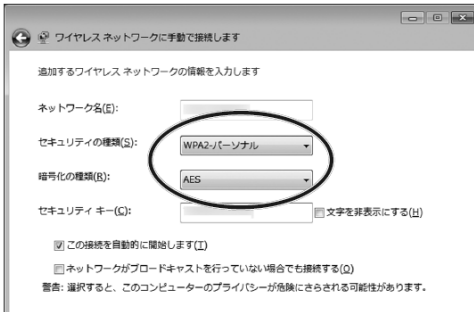 ワイヤレス ネットワークに手動で接続します
追加するワイヤレス ネットワークの情報を入力します
ネットワーク名(E):
セキュリティの種類(S): WPA2-パーソナル
暗号化の種類(R): AES
セキュリティ キー(C): 文字を非表示にする(H)
この接続を自動的に開始します(T)
ネットワークがブロードキャストを行っていない場合でも接続する(O)
警告: 選択すると、このコンピューターのプライバシーが危険にさらされる可能性があります。